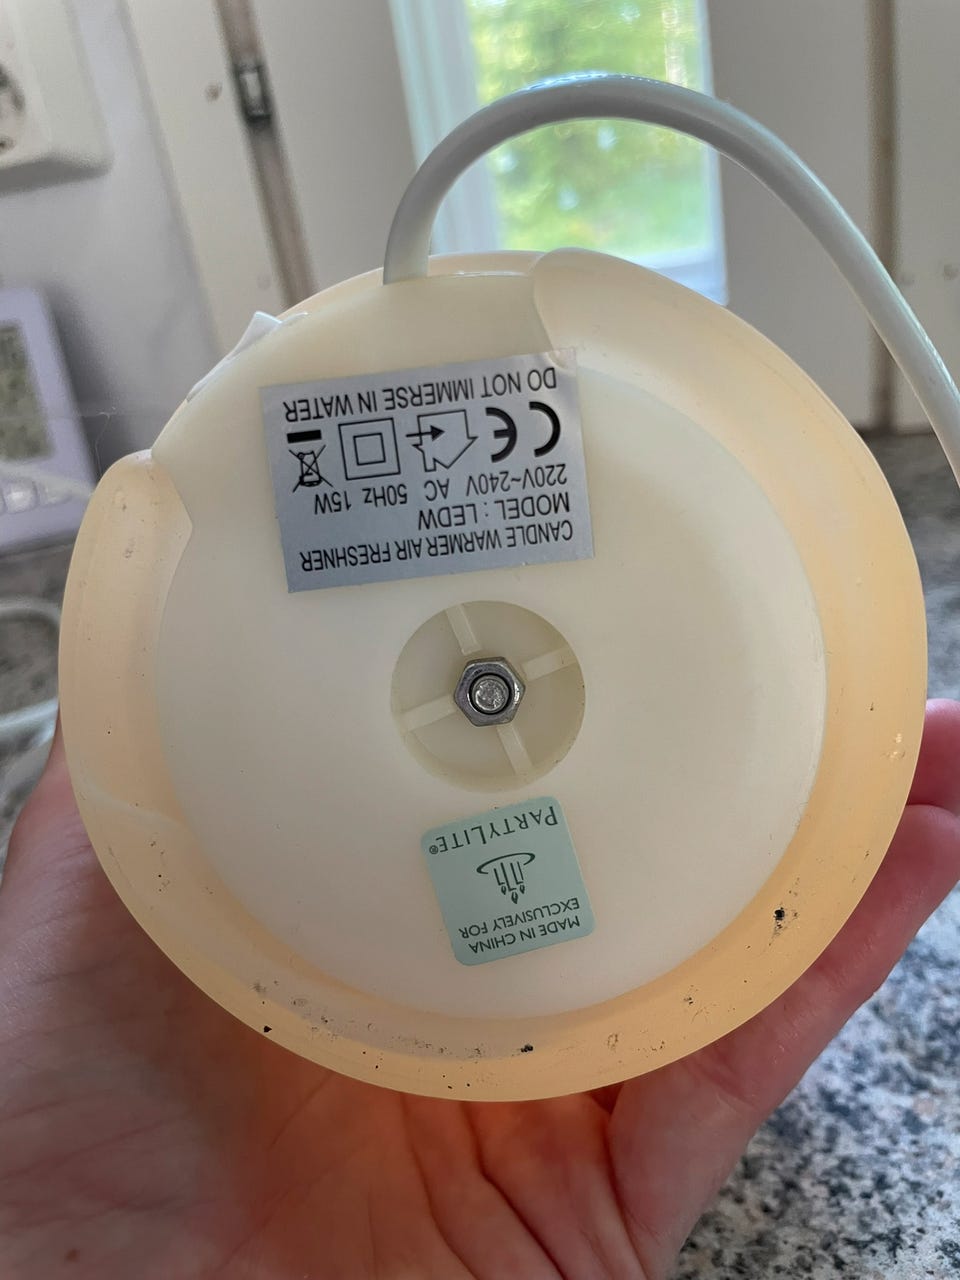 CANDLE WARMER AIR FRESHNER
MODEL : LEDW
220V~240V AC 50Hz 15W
CE
DO NOT IMMERSE IN WATER
MADE IN CHINA
EXCLUSIVELY FOR
PARTYLITE®